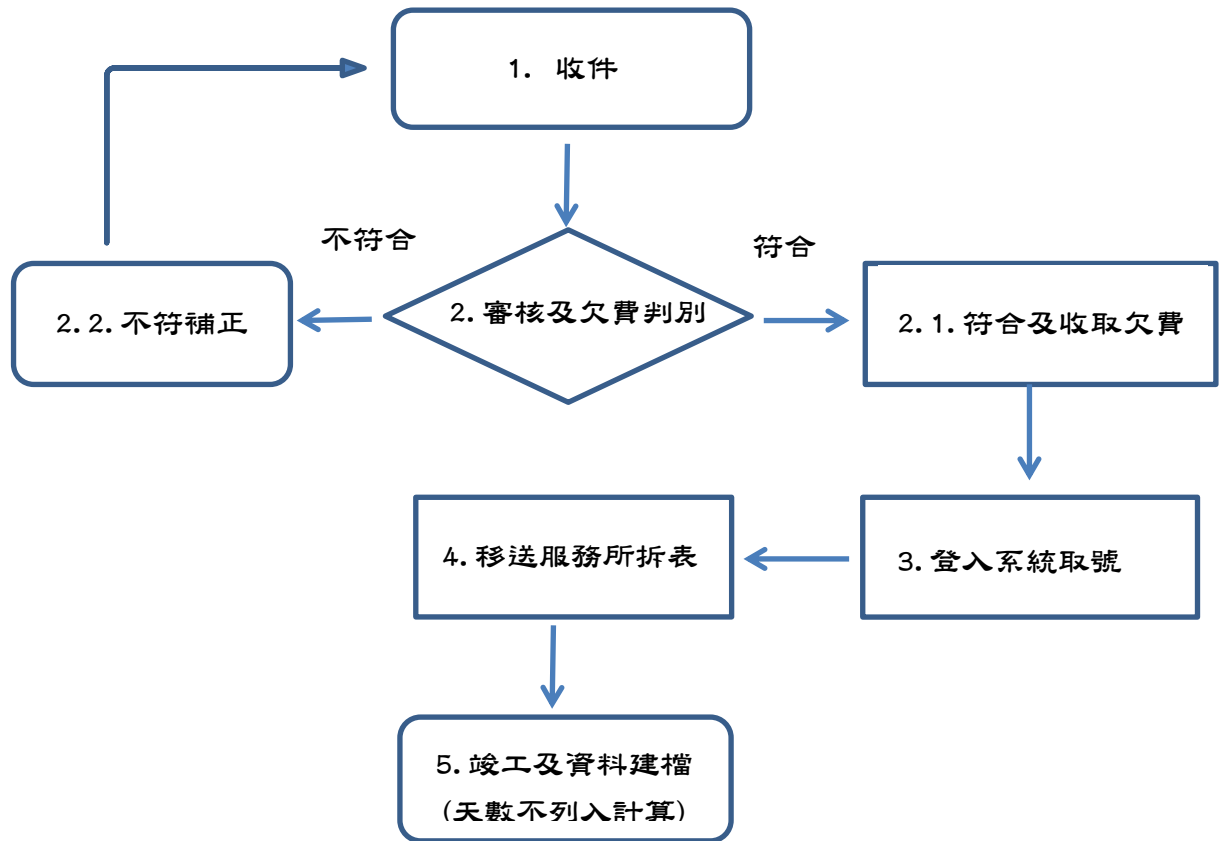 1. 收件
不符合
符合
2.2.不符補正
2.審核及欠費判別
2.1.符合及收取欠費
4.移送服務所拆表
3.登入系統取號
5.竣工及資料建檔
(天數不列入計算)